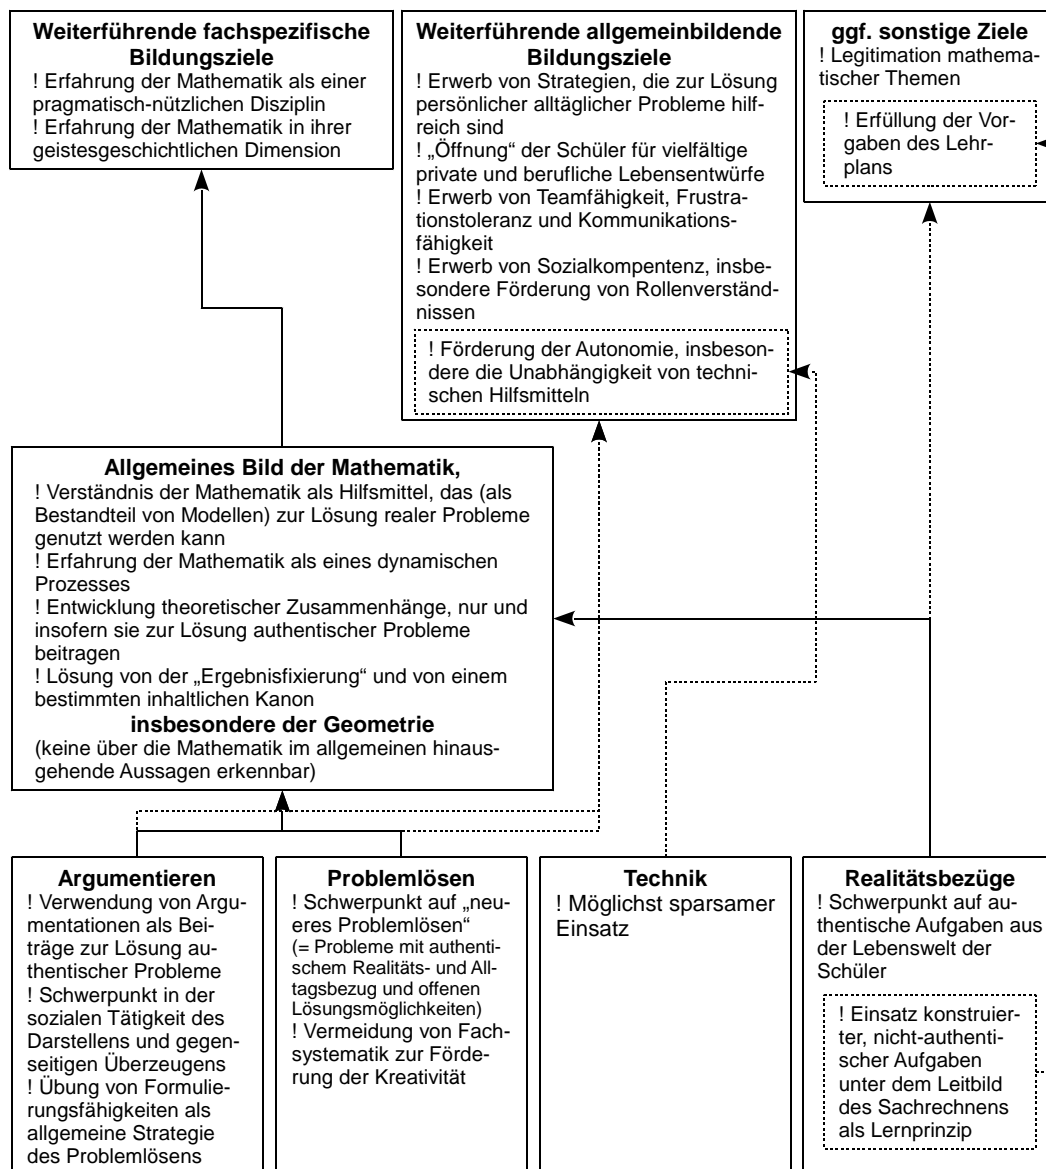 Weiterführende fachspezifische
Bildungsziele
! Erfahrung der Mathematik als einer
pragmatisch-nützlichen Disziplin
! Erfahrung der Mathematik in ihrer
geistesgeschichtlichen Dimension
Weiterführende allgemeinbildende
Bildungsziele
! Erwerb von Strategien, die zur Lösung
persönlicher alltäglicher Probleme hilf-
reich sind
! „Öffnung“ der Schüler für vielfältige
private und berufliche Lebensentwürfe
! Erwerb von Teamfähigkeit, Frustra-
tionstoleranz und Kommunikations-
fähigkeit
! Erwerb von Sozialkompetenz, insbe-
sondere Förderung von Rollenverständ-
nissen
! Förderung der Autonomie, insbeson-
dere die Unabhängigkeit von techni-
schen Hilfsmitteln
ggf. sonstige Ziele
! Legitimation mathema-
tischer Themen
! Erfüllung der Vor-
gaben des Lehr-
plans
Allgemeines Bild der Mathematik,
! Verständnis der Mathematik als Hilfsmittel, das (als
Bestandteil von Modellen) zur Lösung realer Probleme
genutzt werden kann
! Erfahrung der Mathematik als eines dynamischen
Prozesses
! Entwicklung theoretischer Zusammenhänge, nur und
insofern sie zur Lösung authentischer Probleme
beitragen
! Lösung von der „Ergebnisfixierung“ und von einem
bestimmten inhaltlichen Kanon
insbesondere der Geometrie
(keine über die Mathematik im allgemeinen hinaus-
gehende Aussagen erkennbar)
Argumentieren
! Verwendung von Argu-
mentationen als Bei-
träge zur Lösung au-
thentischer Probleme
! Schwerpunkt in der
sozialen Tätigkeit des
Darstellens und gegen-
seitigen Überzeugens
! Übung von Formulie-
rungsfähigkeiten als
allgemeine Strategie
des Problemlösens
Problemlösen
! Schwerpunkt auf „neu-
eres Problemlösen“
(= Probleme mit authenti-
schem Realitäts- und All-
tagsbezug und offenen
Lösungsmöglichkeiten)
! Vermeidung von Fach-
systematik zur Förde-
rung der Kreativität
Technik
! Möglichst sparsamer
Einsatz
Realitätsbezüge
! Schwerpunkt auf au-
thentische Aufgaben aus
der Lebenswelt der
Schüler
! Einsatz konstruier-
ter, nicht-authenti-
scher Aufgaben
unter dem Leitbild
des Sachrechnens
als Lernprinzip